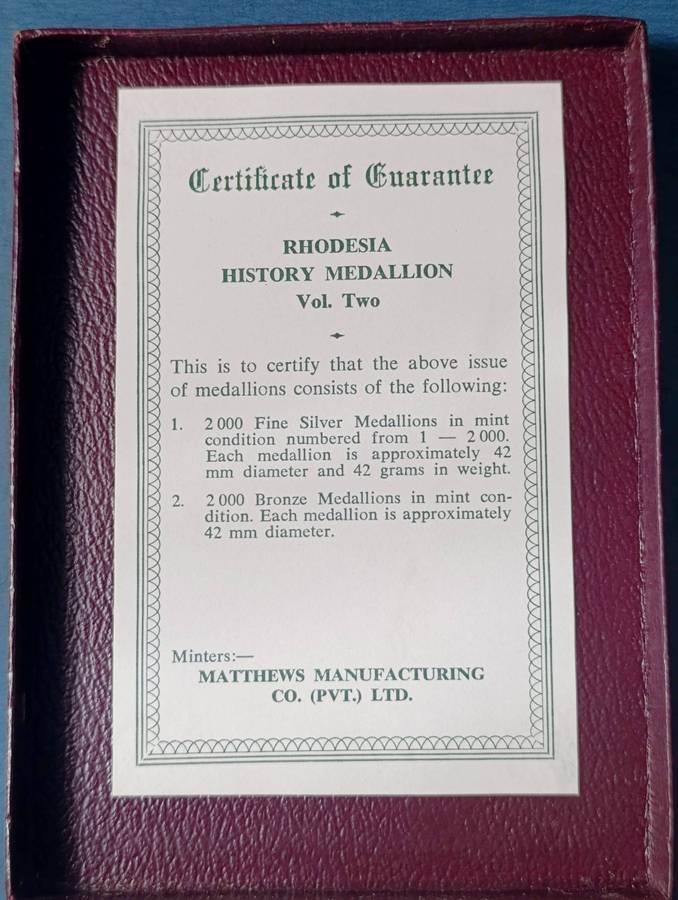 Certificate of Guarantee
RHODESIA
HISTORY MEDALLION
Vol. Two
This is to certify that the above issue
of medallions consists of the following:
1. 2 000 Fine Silver Medallions in mint
condition numbered from 1 — 2 000.
Each medallion is approximately 42
mm diameter and 42 grams in weight.
2. 2 000 Bronze Medallions in mint con-
dition. Each medallion is approximately
42 mm diameter.
Minters:—
MATTHEWS MANUFACTURING
CO. (PVT.) LTD.